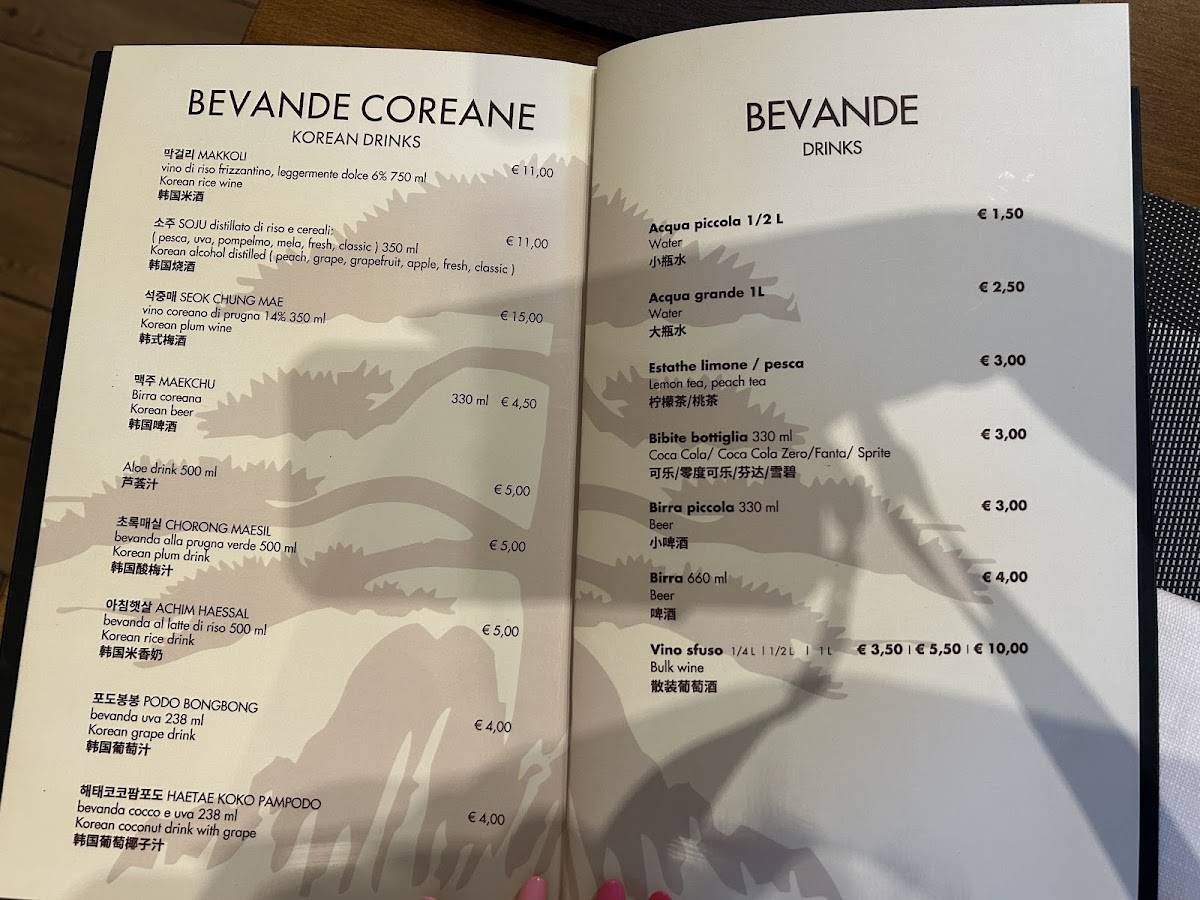 BEVANDE COREANE
KOREAN DRINKS
막걸리 MAKKOLI
vino di riso frizzantino, leggermente dolce 6% 750 ml € 11,00
Korean rice wine
韩国米酒
소주 SOJU distillato di riso e cereali:
( pesca, uva, pompelmo, mela, fresh, classic ) 350 ml € 11,00
Korean alcohol distilled ( peach, grape, grapefruit, apple, fresh, classic )
韩国烧酒
석중매 SEOK CHUNG MAE
vino coreano di prugna 14% 350 ml € 15,00
Korean plum wine
韩式梅酒
맥주 MAEKCHU
Birra coreana 330 ml € 4,50
Korean beer
韩国啤酒
Aloe drink 500 ml
芦荟汁 € 5,00
초록매실 CHORONG MAESIL
bevanda alla prugna verde 500 ml € 5,00
Korean plum drink
韩国酸梅汁
아침햇살 ACHIM HAESSAL
bevanda al latte di riso 500 ml € 5,00
Korean rice drink
韩国米香奶
포도봉봉 PODO BONGBONG
bevanda uva 238 ml € 4,00
Korean grape drink
韩国葡萄汁
해태코코팜포도 HAETAE KOKO PAMPODO
bevanda cocco e uva 238 ml € 4,00
Korean coconut drink with grape
韩国葡萄椰子汁
BEVANDE
DRINKS
Acqua piccola 1/2 L € 1,50
Water
小瓶水
Acqua grande 1L € 2,50
Water
大瓶水
Estathe limone / pesca € 3,00
Lemon tea, peach tea
柠檬茶/桃茶
Bibite bottiglia 330 ml € 3,00
Coca Cola/ Coca Cola Zero/Fanta/ Sprite
可乐/零度可乐/芬达/雪碧
Birra piccola 330 ml € 3,00
Beer
小啤酒
Birra 660 ml € 4,00
Beer
啤酒
Vino sfuso 1/4 L | 1/2 L | 1 L € 3,50 | € 5,50 | € 10,00
Bulk wine
散装葡萄酒